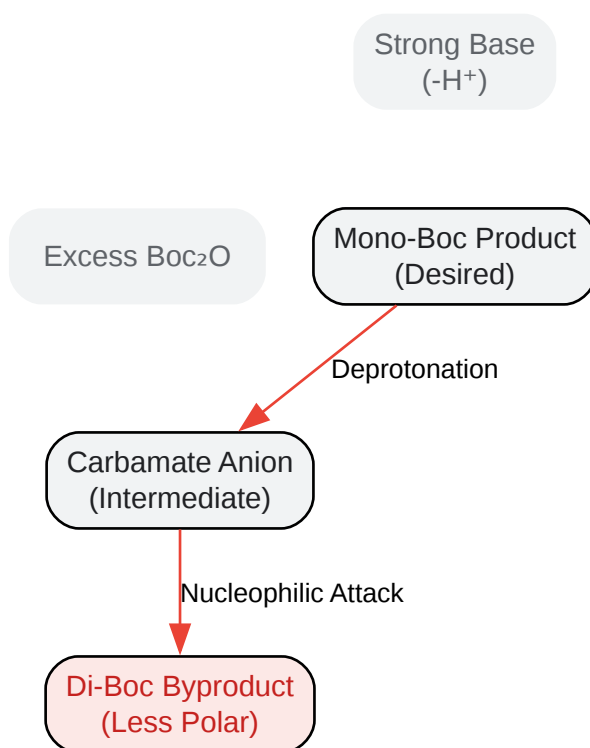 Strong Base
(-H⁺)
Excess Boc₂O
Mono-Boc Product
(Desired)
Deprotonation
Carbamate Anion
(Intermediate)
Nucleophilic Attack
Di-Boc Byproduct
(Less Polar)